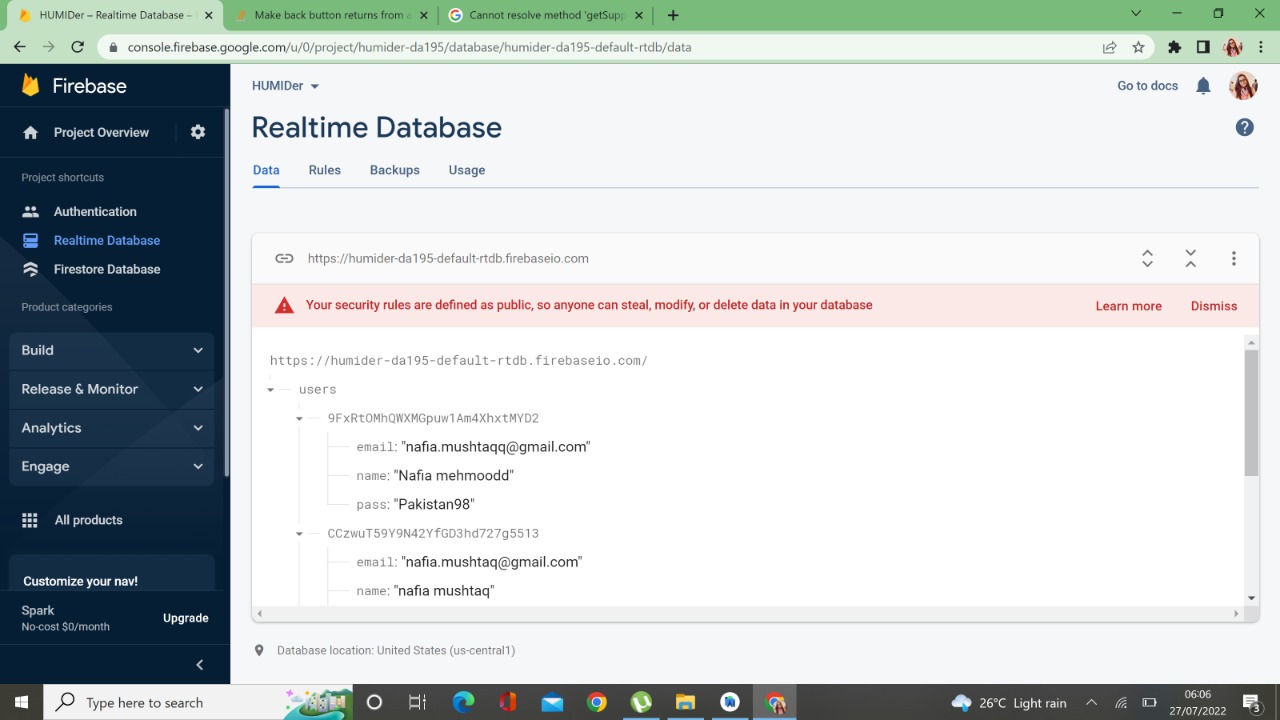 HUMIDer – Realtime Database –
Make back button returns from a
Cannot resolve method 'getSupp
console.firebase.google.com/u/0/project/humider-da195/database/humider-da195-default-rtdb/data
Firebase
HUMIDer
Go to docs
Project Overview
Realtime Database
Data
Rules
Backups
Usage
Project shortcuts
Authentication
Realtime Database
Firestore Database
Product categories
Build
Release & Monitor
Analytics
Engage
All products
Customize your nav!
Spark
No-cost $0/month
Upgrade
https://humider-da195-default-rtdb.firebaseio.com
Your security rules are defined as public, so anyone can steal, modify, or delete data in your database
Learn more
Dismiss
https://humider-da195-default-rtdb.firebaseio.com/
users
9FxRtOMhQWXMGpuw1Am4XhxtMYD2
email: "nafia.mushtaqq@gmail.com"
name: "Nafia mehmoodd"
pass: "Pakistan98"
CCzwuT59Y9N42YfGD3hd727g5513
email: "nafia.mushtaq@gmail.com"
name: "nafia mushtaq"
Database location: United States (us-central1)
Type here to search
26°C Light rain
06:06
27/07/2022
3